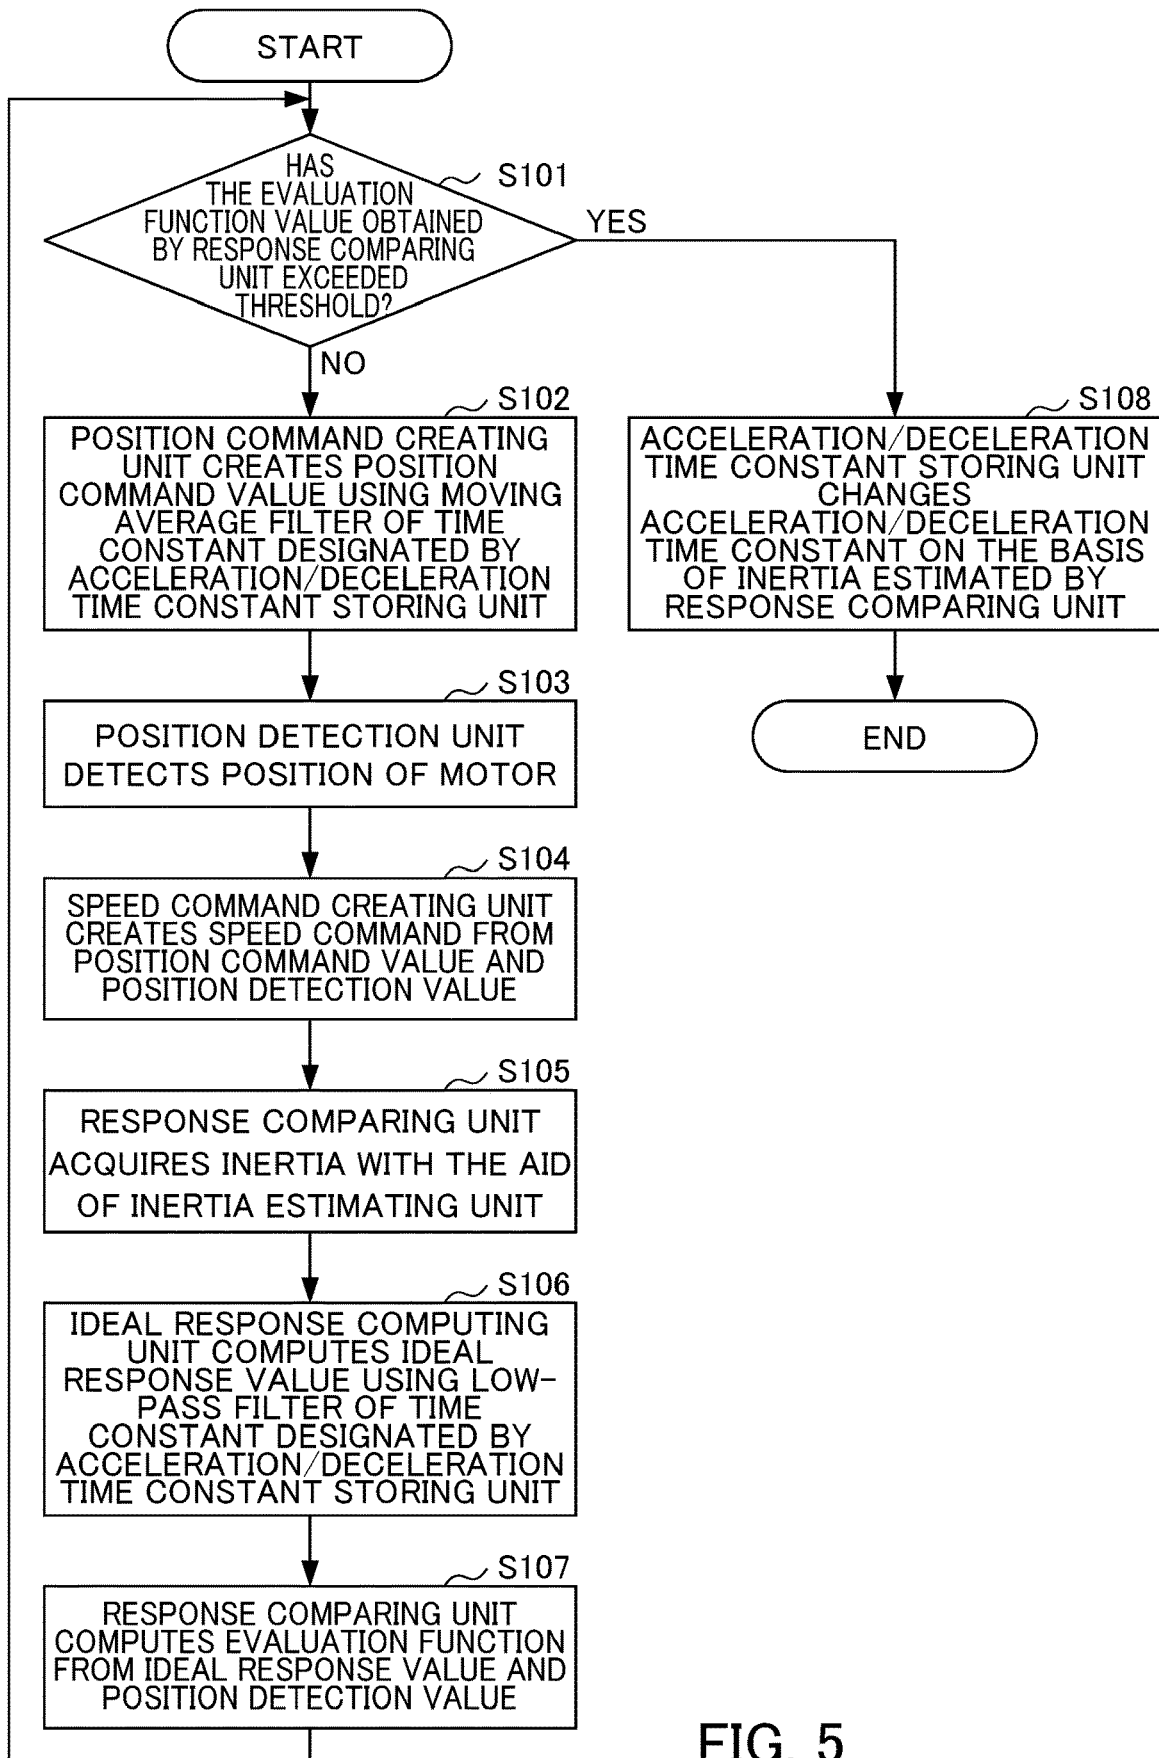 START
HAS
THE EVALUATION
FUNCTION VALUE OBTAINED
BY RESPONSE COMPARING
UNIT EXCEEDED
THRESHOLD?
S101
YES
NO
S102
POSITION COMMAND CREATING
UNIT CREATES POSITION
COMMAND VALUE USING MOVING
AVERAGE FILTER OF TIME
CONSTANT DESIGNATED BY
ACCELERATION/DECELERATION
TIME CONSTANT STORING UNIT
S108
ACCELERATION/DECELERATION
TIME CONSTANT STORING UNIT
CHANGES
ACCELERATION/DECELERATION
TIME CONSTANT ON THE BASIS
OF INERTIA ESTIMATED BY
RESPONSE COMPARING UNIT
S103
POSITION DETECTION UNIT
DETECTS POSITION OF MOTOR
END
S104
SPEED COMMAND CREATING UNIT
CREATES SPEED COMMAND FROM
POSITION COMMAND VALUE AND
POSITION DETECTION VALUE
S105
RESPONSE COMPARING UNIT
ACQUIRES INERTIA WITH THE AID
OF INERTIA ESTIMATING UNIT
S106
IDEAL RESPONSE COMPUTING
UNIT COMPUTES IDEAL
RESPONSE VALUE USING LOW-
PASS FILTER OF TIME
CONSTANT DESIGNATED BY
ACCELERATION/DECELERATION
TIME CONSTANT STORING UNIT
S107
RESPONSE COMPARING UNIT
COMPUTES EVALUATION FUNCTION
FROM IDEAL RESPONSE VALUE AND
POSITION DETECTION VALUE
FIG. 5